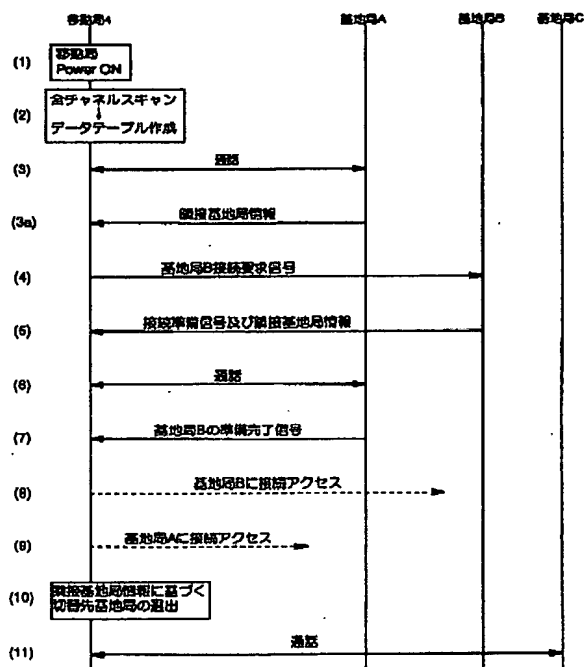 移動局4 基地局A 基地局B 基地局C
(1) 移動局
Power ON
(2) 全チャネルスキャン
↓
データテーブル作成
(3) 通話
(3a) 隣接基地局情報
(4) 基地局B接続要求信号
(5) 接続準備信号及び隣接基地局情報
(6) 通話
(7) 基地局Bの準備完了信号
(8) 基地局Bに接続アクセス
(9) 基地局Aに接続アクセス
(10) 隣接基地局情報に基づく
切替先基地局の選出
(11) 通話